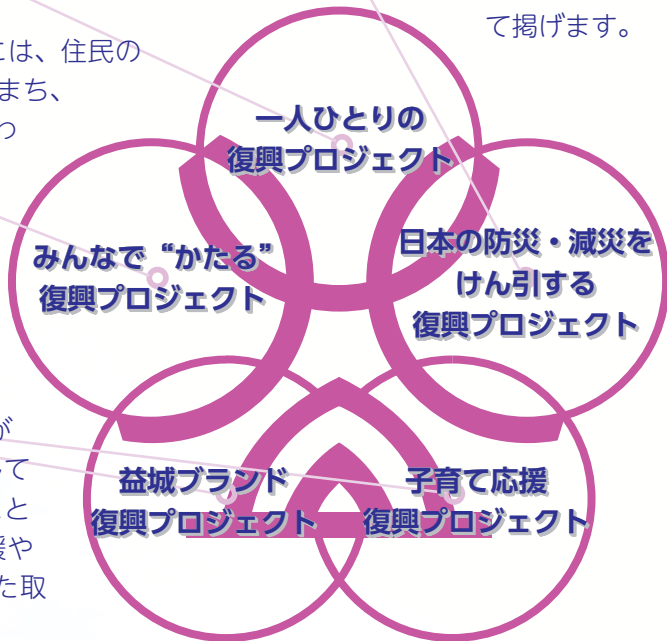 て掲げます。
には、住民の
まち、
わ
一人ひとりの
復興プロジェクト
みんなで“かたる”
復興プロジェクト
日本の防災・減災を
けん引する
復興プロジェクト
が
して
こと
援や
た取
益城ブランド
復興プロジェクト
子育て応援
復興プロジェクト